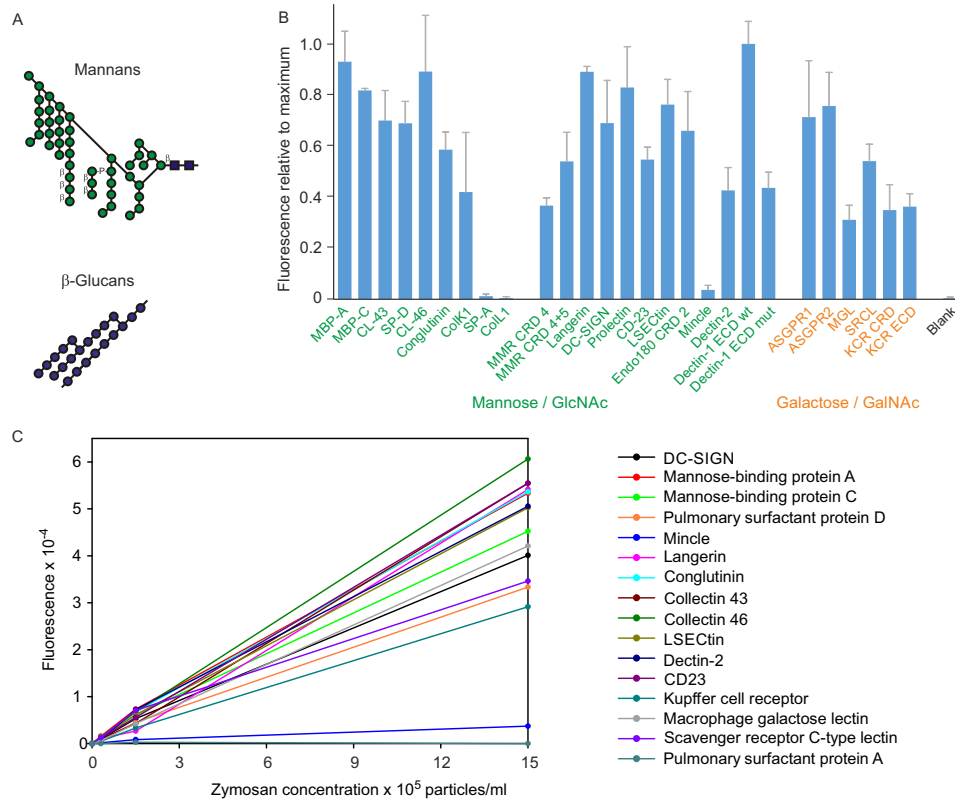 A
Mannans
β
β
β
β
β
P
β
β-Glucans
B
Fluorescence relative to maximum
1.0
0.8
0.6
0.4
0.2
0
MBP-A
MBP-C
CL-43
SP-D
CL-46
Conglutinin
ColK1
SP-A
ColL1
MMR CRD 4
MMR CRD 4+5
Langerin
DC-SIGN
Prolectin
CD-23
LSECtin
Endo180 CRD 2
Mincle
Dectin-2
Dectin-1 ECD wt
Dectin-1 ECD mut
ASGPR1
ASGPR2
MGL
SRCL
KCR CRD
KCR ECD
Blank
Mannose / GlcNAc
Galactose / GalNAc
C
Fluorescence x 10⁻⁴
6
5
4
3
2
1
0
0
3
6
9
12
15
Zymosan concentration x 10⁵ particles/ml
DC-SIGN
Mannose-binding protein A
Mannose-binding protein C
Pulmonary surfactant protein D
Mincle
Langerin
Conglutinin
Collectin 43
Collectin 46
LSECtin
Dectin-2
CD23
Kupffer cell receptor
Macrophage galactose lectin
Scavenger receptor C-type lectin
Pulmonary surfactant protein A